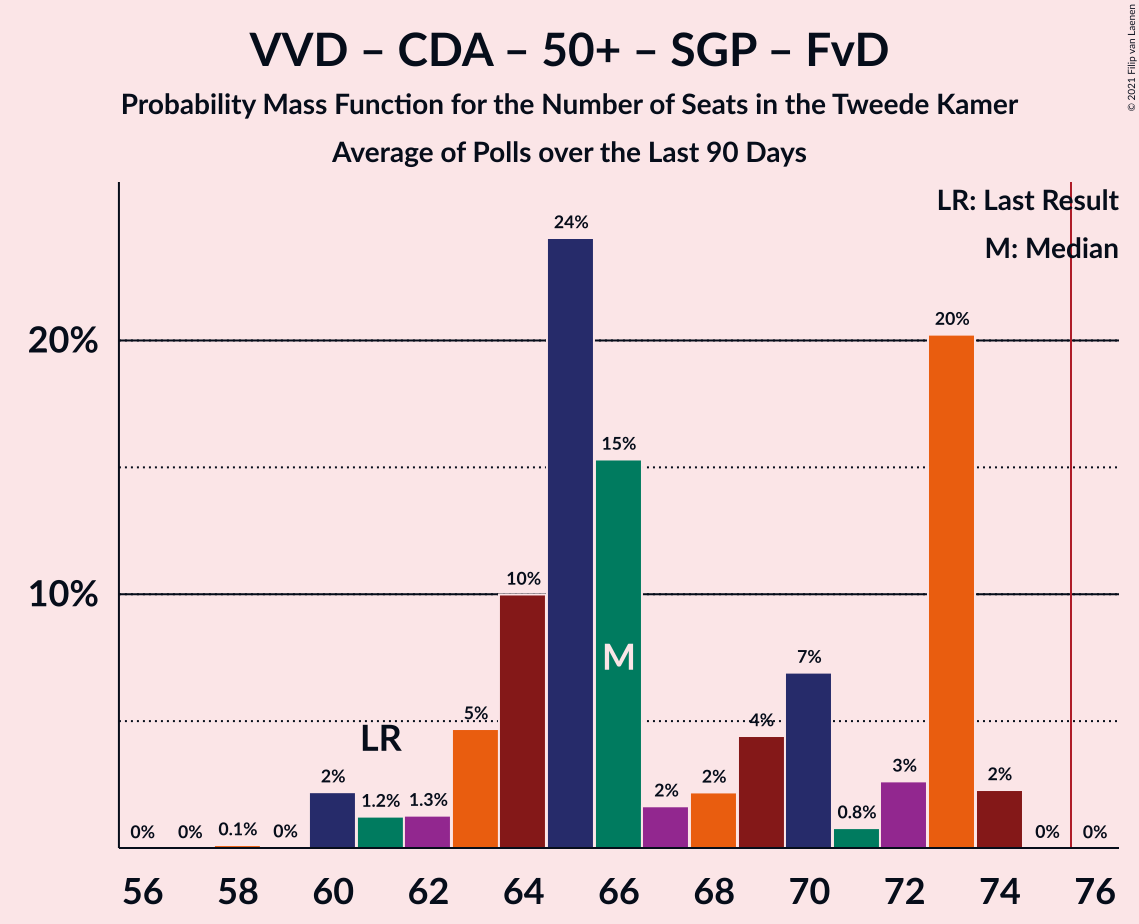 VVD – CDA – 50+ – SGP – FvD
Probability Mass Function for the Number of Seats in the Tweede Kamer
Average of Polls over the Last 90 Days
© 2021 Filip van Laenen
LR: Last Result
M: Median
20%
10%
0%
0%
0.1%
0%
2%
1.2%
LR
1.3%
5%
10%
24%
15%
M
2%
2%
4%
7%
0.8%
3%
20%
2%
0%
0%
56 58 60 62 64 66 68 70 72 74 76